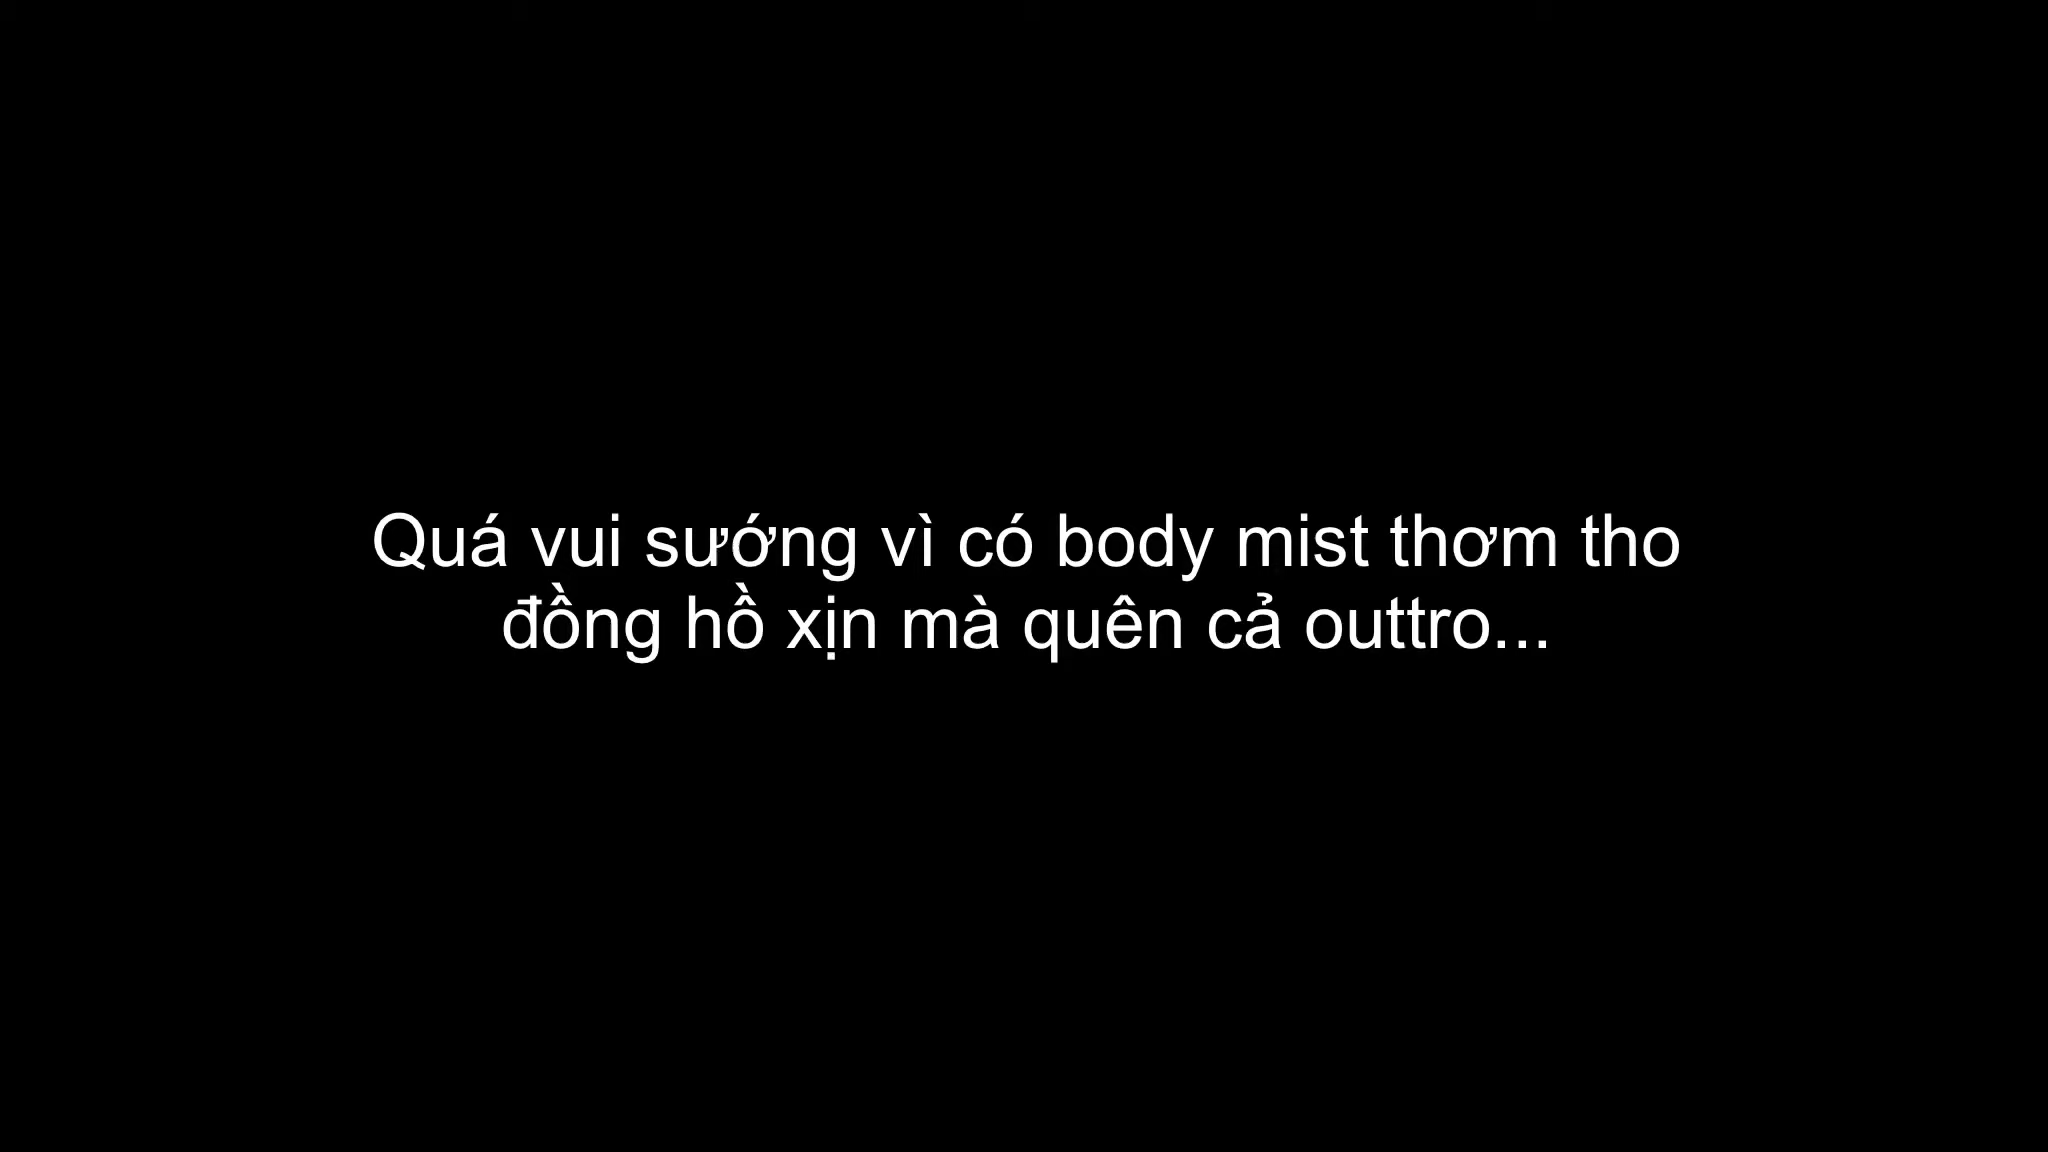 Quá vui sướng vì có body mist thơm tho
đồng hồ xịn mà quên cả outtro...